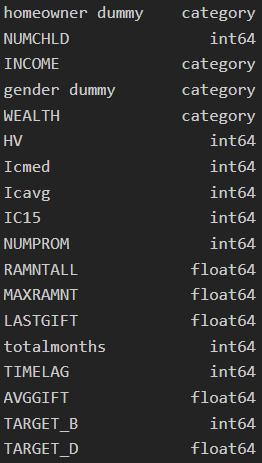 homeowner dummy category
NUMCHLD int64
INCOME category
gender dummy category
WEALTH category
HV int64
Icmed int64
Icavg int64
IC15 int64
NUMPROM int64
RAMNTALL float64
MAXRAMNT float64
LASTGIFT float64
totalmonths int64
TIMELAG int64
AVGGIFT float64
TARGET_B int64
TARGET_D float64